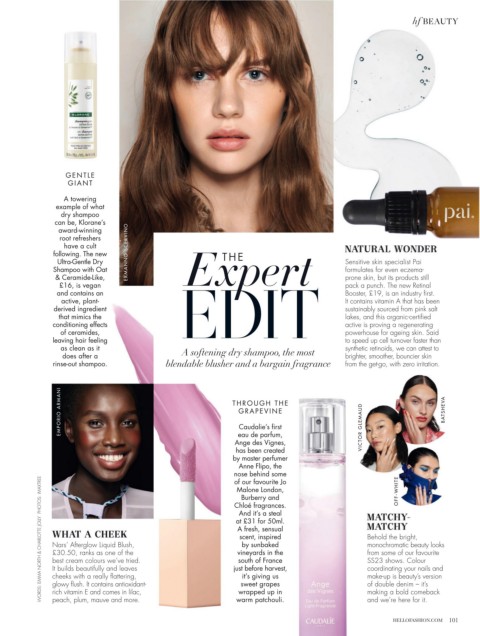 hf BEAUTY
KLORANE
GENTLE
GIANT
A towering
example of what
dry shampoo
can be, Klorane's
award-winning
root refreshers
have a cult
following. The new
Ultra-Gentle Dry
Shampoo with Oat
& Ceramide-Like,
£16, is vegan
and contains an
active, plant-
derived ingredient
that mimics the
conditioning effects
of ceramides,
leaving hair feeling
as clean as it
does after a
rinse-out shampoo.
THE
Expert
EDIT
A softening dry shampoo, the most
blendable blusher and a bargain fragrance
pai.
NATURAL WONDER
Sensitive skin specialist Pai
formulates for even eczema-
prone skin, but its products still
pack a punch. The new Retinal
Booster, £19, is an industry first.
It contains vitamin A that has been
sustainably sourced from pink salt
lakes, and this organic-certified
active is proving a regenerating
powerhouse for ageing skin. Said
to speed up cell turnover faster than
synthetic retinoids, we can attest to
brighter, smoother, bouncier skin
from the getgo, with zero irritation.
EMPORIO ARMANI
WHAT A CHEEK
Nars' Afterglow Liquid Blush,
£30.50, ranks as one of the
best cream colours we've tried.
It builds beautifully and leaves
cheeks with a really flattering,
glowy flush. It contains antioxidant-
rich vitamin E and comes in lilac,
peach, plum, mauve and more.
THROUGH THE
GRAPEVINE
Caudalie's first
eau de parfum,
Ange des Vignes,
has been created
by master perfumer
Anne Flipo, the
nose behind some
of our favourite Jo
Malone London,
Burberry and
Chloé fragrances.
And it's a steal
at £31 for 50ml.
A fresh, sensual
scent, inspired
by sunbaked
vineyards in the
south of France
just before harvest,
it's giving us
sweet grapes
wrapped up in
warm patchouli.
Ange
des Vignes
CAUDALIE
VICTOR GLEMAUD
BATSHEVA
OFF-WHITE
MATCHY-
MATCHY
Behold the bright,
monochromatic beauty looks
from some of our favourite
SS23 shows. Colour
coordinating your nails and
make-up is beauty's version
of double denim – it's
making a bold comeback
and we're here for it.
HELLOFASHION.COM 101